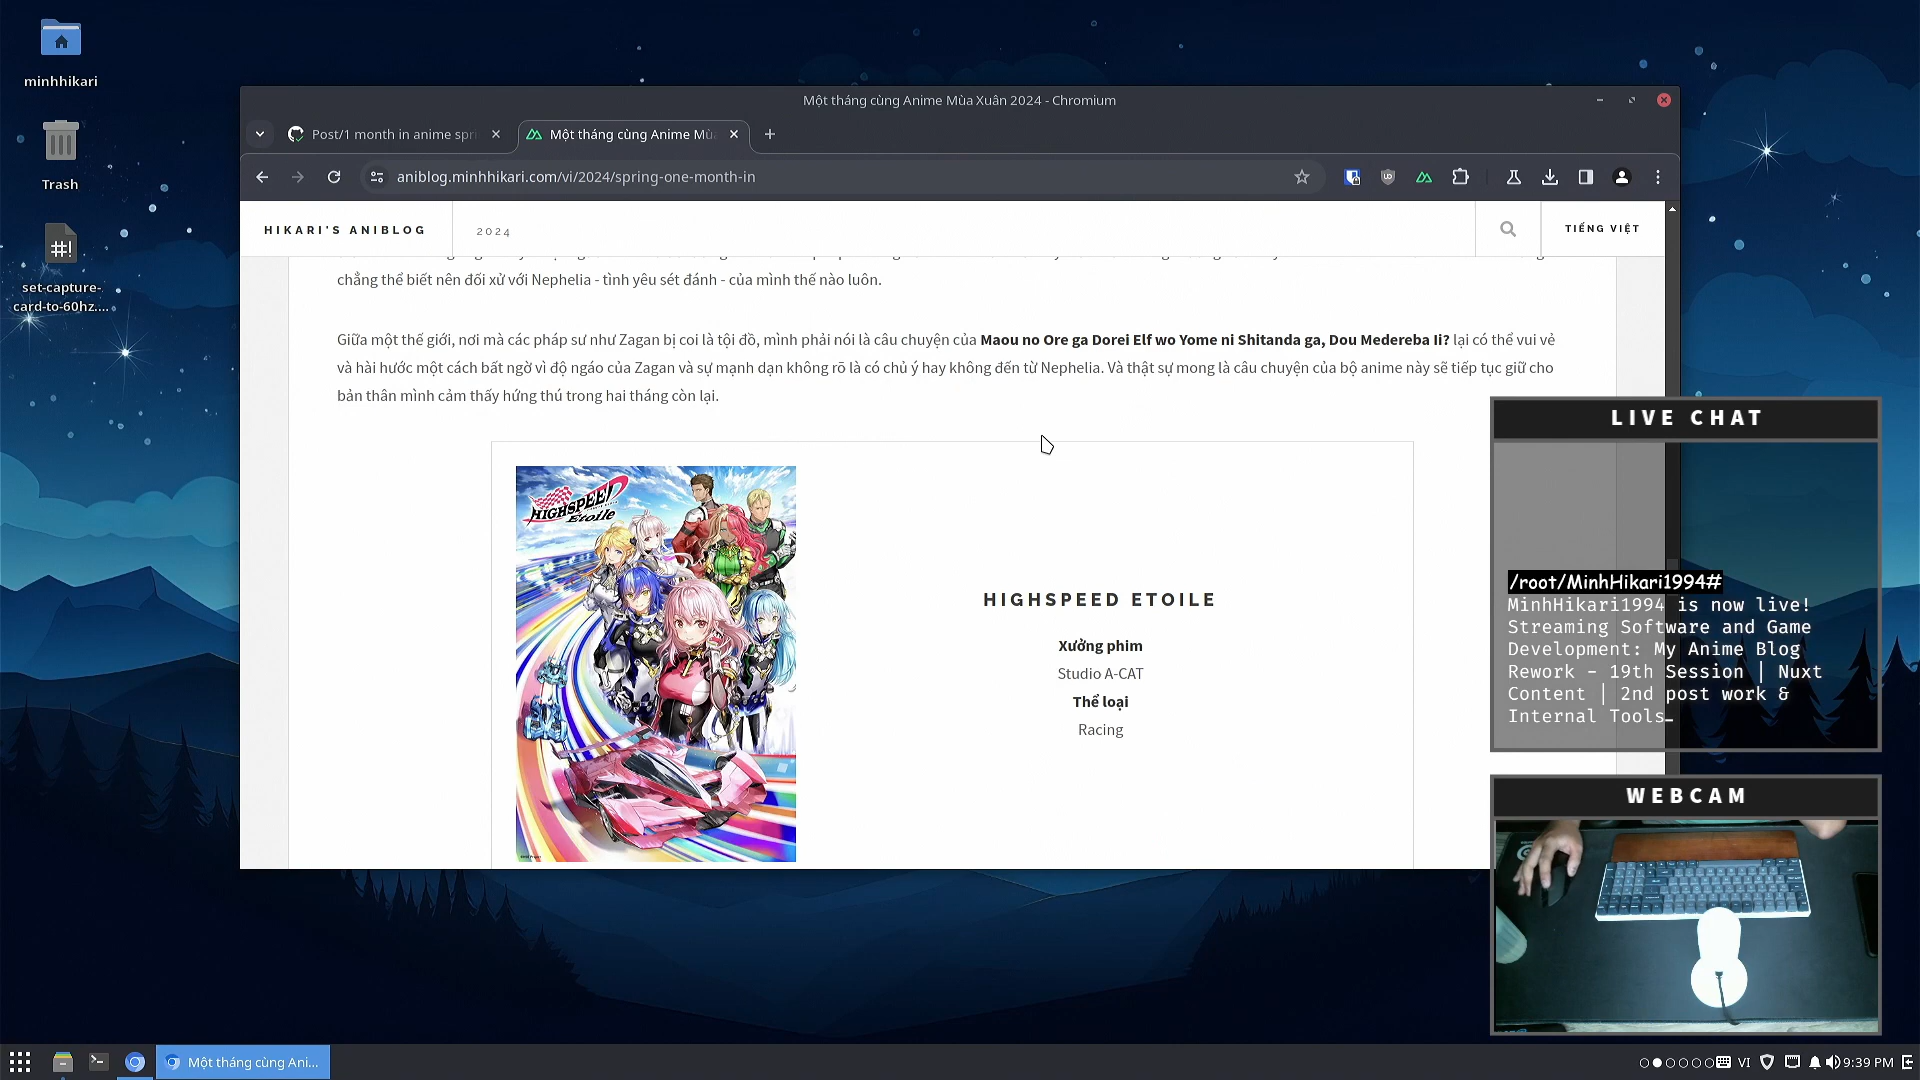 minhhikari
Trash
set-capture-
card-to-60hz....
Một tháng cùng Anime Mùa Xuân 2024 - Chromium
Post/1 month in anime spri
Một tháng cùng Anime Mùa
aniblog.minhhikari.com/vi/2024/spring-one-month-in
HIKARI'S ANIBLOG
2024
TIẾNG VIỆT
chẳng thể biết nên đối xử với Nephelia - tình yêu sét đánh - của mình thế nào luôn.
Giữa một thế giới, nơi mà các pháp sư như Zagan bị coi là tội đồ, mình phải nói là câu chuyện của Maou no Ore ga Dorei Elf wo Yome ni Shitanda ga, Dou Medereba Ii? lại có thể vui vẻ
và hài hước một cách bất ngờ vì độ ngáo của Zagan và sự mạnh dạn không rõ là có chủ ý hay không đến từ Nephelia. Và thật sự mong là câu chuyện của bộ anime này sẽ tiếp tục giữ cho
bản thân mình cảm thấy hứng thú trong hai tháng còn lại.
HIGHSPEED
Etoile
HIGHSPEED ETOILE
Xưởng phim
Studio A-CAT
Thể loại
Racing
LIVE CHAT
/root/MinhHikari1994#
MinhHikari1994 is now live!
Streaming Software and Game
Development: My Anime Blog
Rework - 19th Session | Nuxt
Content | 2nd post work &
Internal Tools
WEBCAM
Một tháng cùng Ani...
VI
9:39 PM